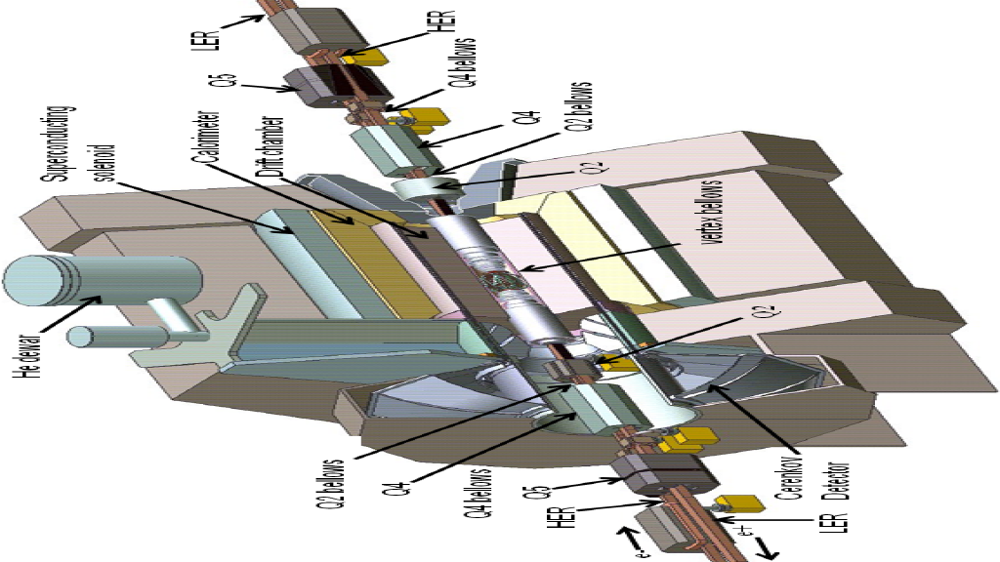 LER
HER
Q5
Q4 bellows
Superconducting
solenoid
Calorimeter
Drift chamber
Q4
Q2 bellows
Q2
vertex bellows
He dewar
Q2
Q2 bellows
Q4
Q4 bellows
Q5
HER
Cerenkov
Detector
LER
e-
e+